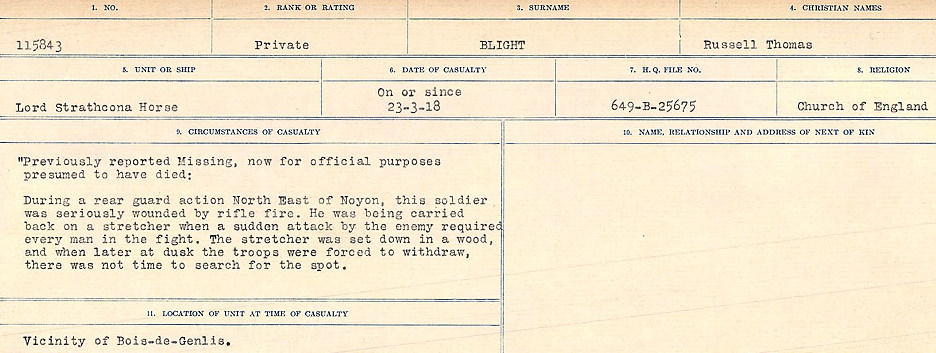 1. NO. 2. RANK OR RATING 3. SURNAME 4. CHRISTIAN NAMES
115843 Private BLIGHT Russell Thomas
5. UNIT OR SHIP 6. DATE OF CASUALTY 7. H.Q. FILE NO. 8. RELIGION
On or since
Lord Strathcona Horse 23-3-18 649-B-25675 Church of England
9. CIRCUMSTANCES OF CASUALTY 10. NAME, RELATIONSHIP AND ADDRESS OF NEXT OF KIN
"Previously reported Missing, now for official purposes
presumed to have died:
During a rear guard action North East of Noyon, this soldier
was seriously wounded by rifle fire. He was being carried
back on a stretcher when a sudden attack by the enemy required
every man in the fight. The stretcher was set down in a wood,
and when later at dusk the troops were forced to withdraw,
there was not time to search for the spot.
11. LOCATION OF UNIT AT TIME OF CASUALTY
Vicinity of Bois-de-Genlis.